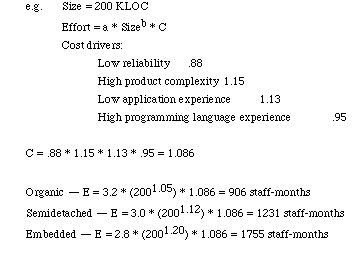 e.g. Size = 200 KLOC
Effort = a * Size^b * C
Cost drivers:
Low reliability .88
High product complexity 1.15
Low application experience 1.13
High programming language experience .95
C = .88 * 1.15 * 1.13 * .95 = 1.086
Organic — E = 3.2 * (200^1.05) * 1.086 = 906 staff-months
Semidetached — E = 3.0 * (200^1.12) * 1.086 = 1231 staff-months
Embedded — E = 2.8 * (200^1.20) * 1.086 = 1755 staff-months